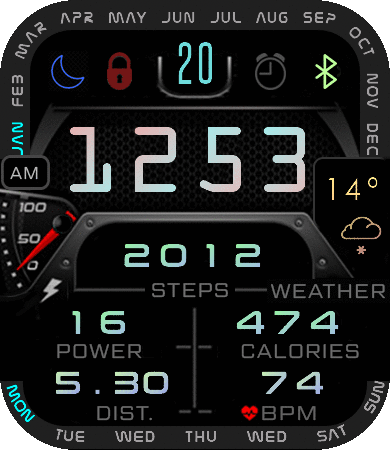 JAN FEB MAR APR MAY JUN JUL AUG SEP OCT NOV DEC
20
1253
AM
14°
100
50
0
2012
STEPS WEATHER
16 474
POWER CALORIES
5.30 74
DIST. BPM
MON TUE WED THU WED SAT SUN